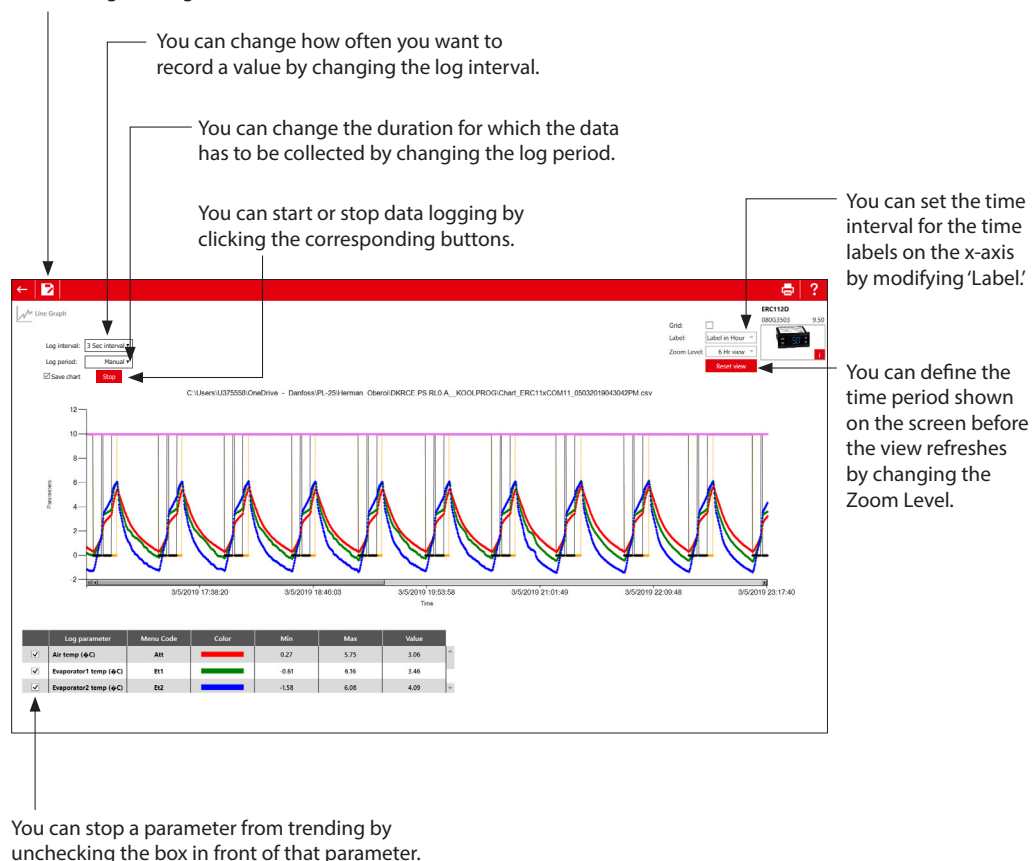 You can change how often you want to
record a value by changing the log interval.
You can change the duration for which the data
has to be collected by changing the log period.
You can start or stop data logging by
clicking the corresponding buttons.
You can set the time
interval for the time
labels on the x-axis
by modifying ‘Label.’
?
Line Graph
ERC112D
080G3503 9.50
Grid:
Label: Label in Hour
Zoom Level: 6 Hr view
Reset view
Log interval: 3 Sec interval
Log period: Manual
Save chart Stop
You can define the
time period shown
on the screen before
the view refreshes
by changing the
Zoom Level.
C:\Users\U375558\OneDrive - Danfoss\PL-25\Herman Oberoi\DKRCE.PS.RL0.A._KOOLPROG\Chart_ERC11xCOM11_05032019043042PM.csv
12
10
8
6
4
2
0
-2
Parameters
3/5/2019 17:38:20 3/5/2019 18:46:03 3/5/2019 19:53:58 3/5/2019 21:01:49 3/5/2019 22:09:48 3/5/2019 23:17:40
Time
Log parameter Menu Code Color Min Max Value
Air temp (�C) Att 0.27 5.75 3.06
Evaporator1 temp (�C) Et1 -0.61 6.16 3.46
Evaporator2 temp (�C) Et2 -1.58 6.08 4.09
You can stop a parameter from trending by
unchecking the box in front of that parameter.